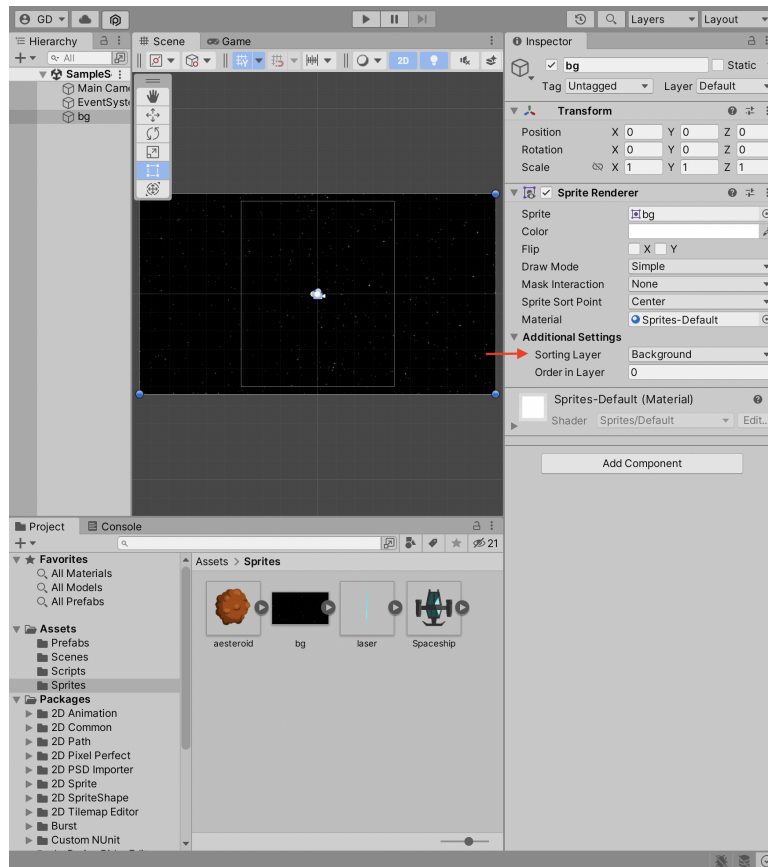 GD
Layers
Layout
Hierarchy
All
SampleS
Main Came
EventSyste
bg
Scene
Game
2D
Inspector
bg
Static
Tag Untagged Layer Default
Transform
Position X 0 Y 0 Z 0
Rotation X 0 Y 0 Z 0
Scale X 1 Y 1 Z 1
Sprite Renderer
Sprite bg
Color
Flip X Y
Draw Mode Simple
Mask Interaction None
Sprite Sort Point Center
Material Sprites-Default
Additional Settings
Sorting Layer Background
Order in Layer 0
Sprites-Default (Material)
Shader Sprites/Default Edit..
Add Component
Project Console
21
Favorites
All Materials
All Models
All Prefabs
Assets
Prefabs
Scenes
Scripts
Sprites
Packages
2D Animation
2D Common
2D Path
2D Pixel Perfect
2D PSD Importer
2D Sprite
2D SpriteShape
2D Tilemap Editor
Burst
Custom NUnit
Assets > Sprites
aesteroid bg laser Spaceship